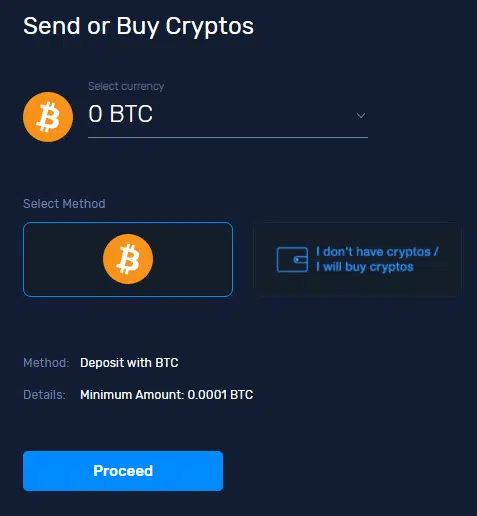 Send or Buy Cryptos
Select currency
0 BTC
Select Method
I don't have cryptos /
I will buy cryptos
Method: Deposit with BTC
Details: Minimum Amount: 0.0001 BTC
Proceed